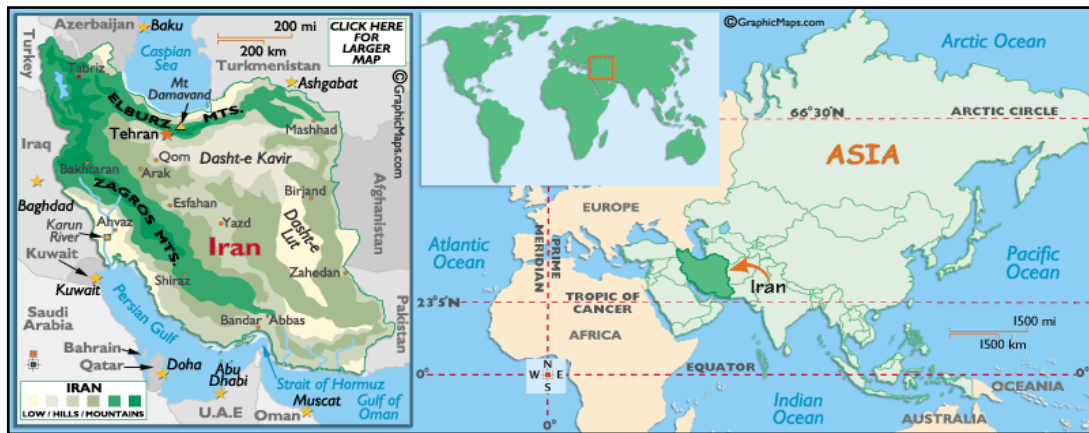 Azerbaijan
Baku
200 mi
200 km
CLICK HERE
FOR
LARGER
MAP
Turkey
Caspian
Sea
Turkmenistan
Ashgabat
©GraphicMaps.com
Tabriz
Mt
Damavand
ELBURZ MTS.
Tehran
Mashhad
Iraq
Qom
Dasht-e Kavir
Bakhtaran
Arak
Baghdad
ZAGROS MTS.
Esfahan
Birjand
Afghanistan
Ahvaz
Karun
River
Yazd
Dasht-e
Lut
Iran
Kuwait
Kuwait
Shiraz
Zahedan
Saudi
Arabia
Persian Gulf
Bandar 'Abbas
Pakistan
Bahrain
Qatar
Doha
Abu
Dhabi
Strait of Hormuz
Gulf of
Oman
U.A.E
Oman
Muscat
IRAN
LOW / HILLS / MOUNTAINS
©GraphicMaps.com
Arctic Ocean
66°30'N
ARCTIC CIRCLE
ASIA
EUROPE
Atlantic
Ocean
PRIME
MERIDIAN
Pacific
Ocean
Iran
23°5'N
TROPIC OF
CANCER
AFRICA
1500 mi
1500 km
N
W E
S
0°
EQUATOR
0°
OCEANIA
Indian
Ocean
AUSTRALIA
0°